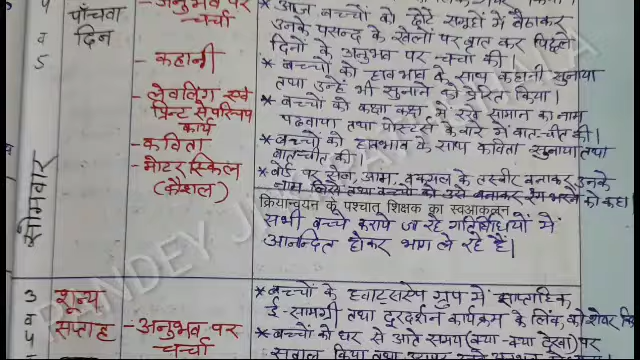 पाँचवा
दिन
- अनुभव पर
चर्चा
* आज बच्चों को छोटे समूहों में बैठाकर
उनके पसन्द के खेलों पर बात कर पिछले
दिनों के अनुभव पर चर्चा की।
- कहानी
* बच्चों को हावभाव के साथ कहानी सुनाया
तथा उन्हें भी सुनाने को प्रेरित किया।
- लेवलिंग एवं
प्रिन्ट से परिचय
कार्य
* बच्चों को कक्षा कक्ष में रखे सामान का नाम
पढवाया तथा पोस्टर्स के बारे में बात-चीत की।
- कविता
* बच्चों को हावभाव के साथ कविता सुनाया तथा
बातचीत की।
- मोटर स्किल
(कौशल)
* बोर्ड पर सेव, आम, के तस्वीर बनाकर उनके
नाम लिखे तथा बच्चों को उसे बनाकर रंग भरने को कहा।
क्रियान्वयन के पश्चात् शिक्षक का स्वआकलन
सभी बच्चे कराये जा रहे गतिविधियों में
आनन्दित होकर भाग ले रहे हैं।
सोमवार
शून्य
सप्ताह
- अनुभव पर
चर्चा
* बच्चों के ह्वाटसएप ग्रुप में साप्ताहिक
ई-सामग्री तथा दूरदर्शन कार्यक्रम के लिंक को शेयर
* बच्चों को घर से आते समय (क्या-क्या देखा) पर